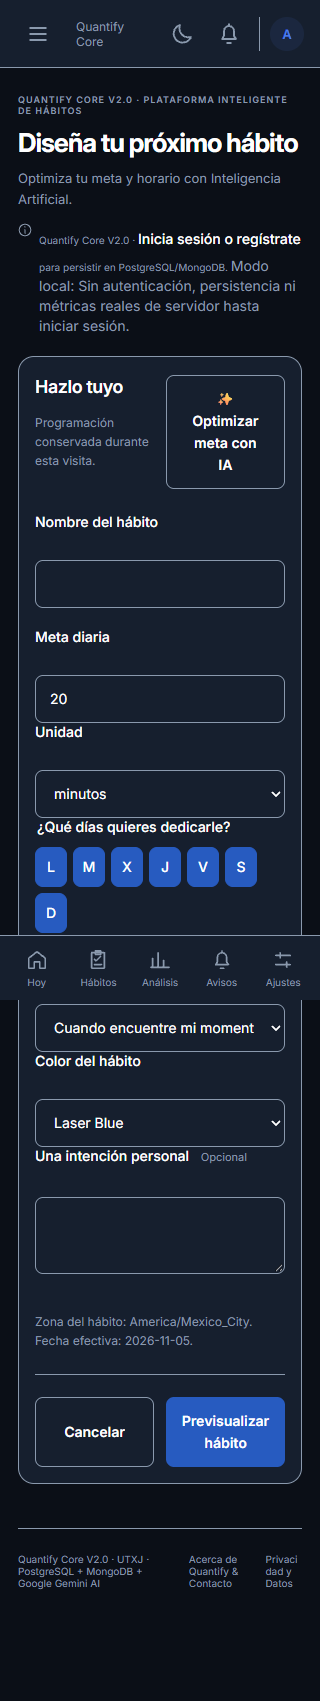 Quantify
Core
A
QUANTIFY CORE V2.0 · PLATAFORMA INTELIGENTE
DE HÁBITOS
Diseña tu próximo hábito
Optimiza tu meta y horario con Inteligencia
Artificial.
Quantify Core V2.0 · Inicia sesión o regístrate
para persistir en PostgreSQL/MongoDB. Modo
local: Sin autenticación, persistencia ni
métricas reales de servidor hasta
iniciar sesión.
Hazlo tuyo
Programación
conservada durante
esta visita.
✨
Optimizar
meta con
IA
Nombre del hábito
Meta diaria
20
Unidad
minutos
¿Qué días quieres dedicarle?
L M X J V S
D
Hoy Hábitos Análisis Avisos Ajustes
Cuando encuentre mi moment
Color del hábito
Laser Blue
Una intención personal Opcional
Zona del hábito: America/Mexico_City.
Fecha efectiva: 2026-11-05.
Cancelar
Previsualizar
hábito
Quantify Core V2.0 · UTXJ ·
PostgreSQL + MongoDB +
Google Gemini AI
Acerca de
Quantify &
Contacto
Privaci
dad y
Datos